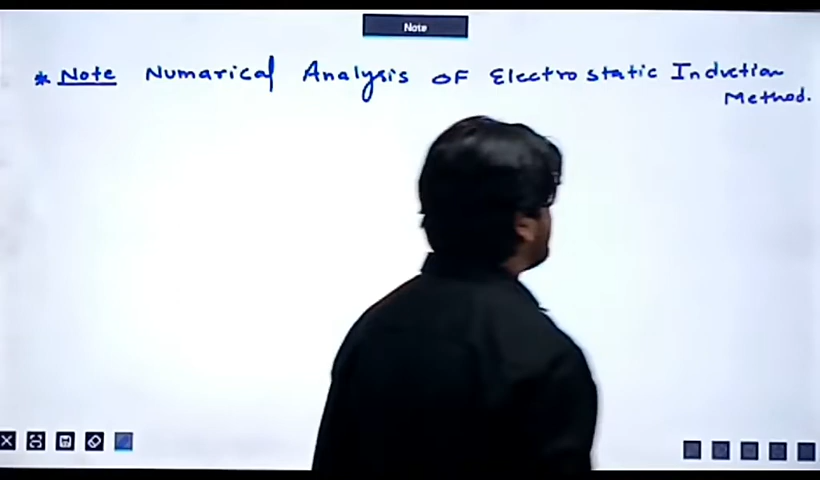 Note
* Note Numarical Analysis OF Electrostatic Induction
Method.